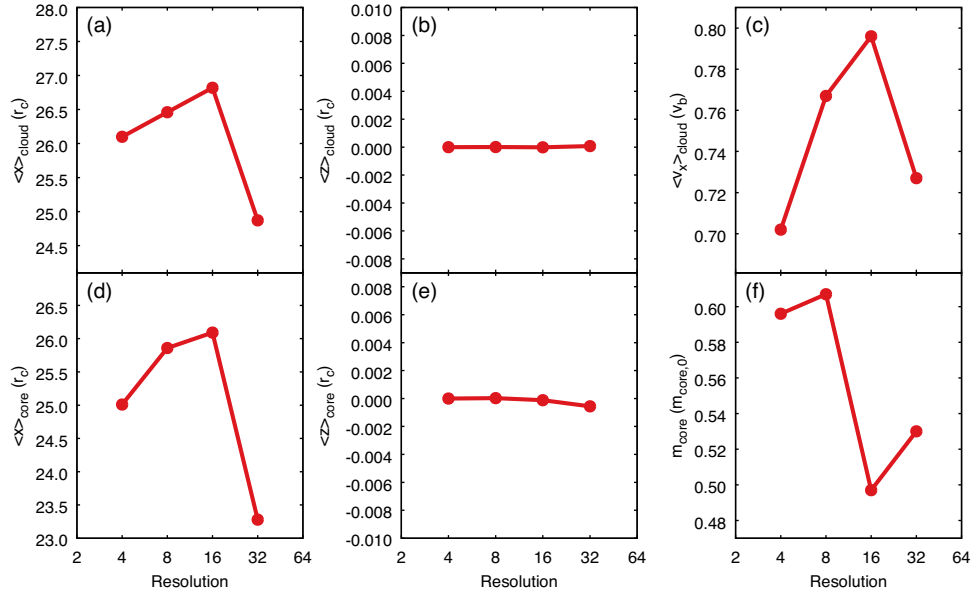 (a)
<x>cloud (rc)
28.0
27.5
27.0
26.5
26.0
25.5
25.0
24.5
(b)
<z>cloud (rc)
0.010
0.008
0.006
0.004
0.002
0.000
-0.002
-0.004
-0.006
-0.008
(c)
<vx>cloud (vb)
0.80
0.78
0.76
0.74
0.72
0.70
(d)
<x>core (rc)
26.5
26.0
25.5
25.0
24.5
24.0
23.5
23.0
2 4 8 16 32 64
Resolution
(e)
<z>core (rc)
0.008
0.006
0.004
0.002
0.000
-0.002
-0.004
-0.006
-0.008
-0.010
2 4 8 16 32 64
Resolution
(f)
mcore (mcore,0)
0.60
0.58
0.56
0.54
0.52
0.50
0.48
2 4 8 16 32 64
Resolution